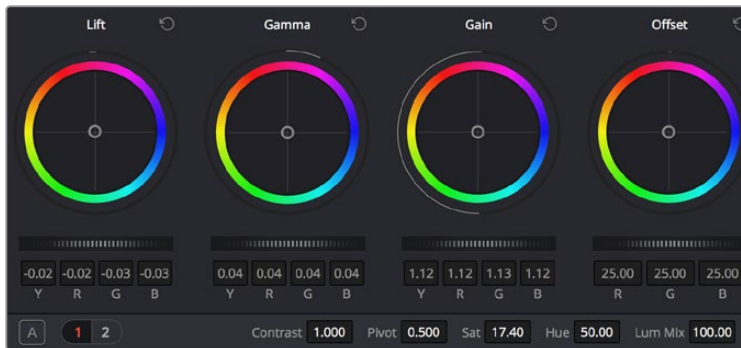 Lift Gamma Gain Offset
-0.02 -0.02 -0.03 -0.03 0.04 0.04 0.04 0.04 1.12 1.12 1.13 1.12 25.00 25.00 25.00
Y R G B Y R G B Y R G B R G B
A 1 2 Contrast 1.000 Pivot 0.500 Sat 17.40 Hue 50.00 Lum Mix 100.00